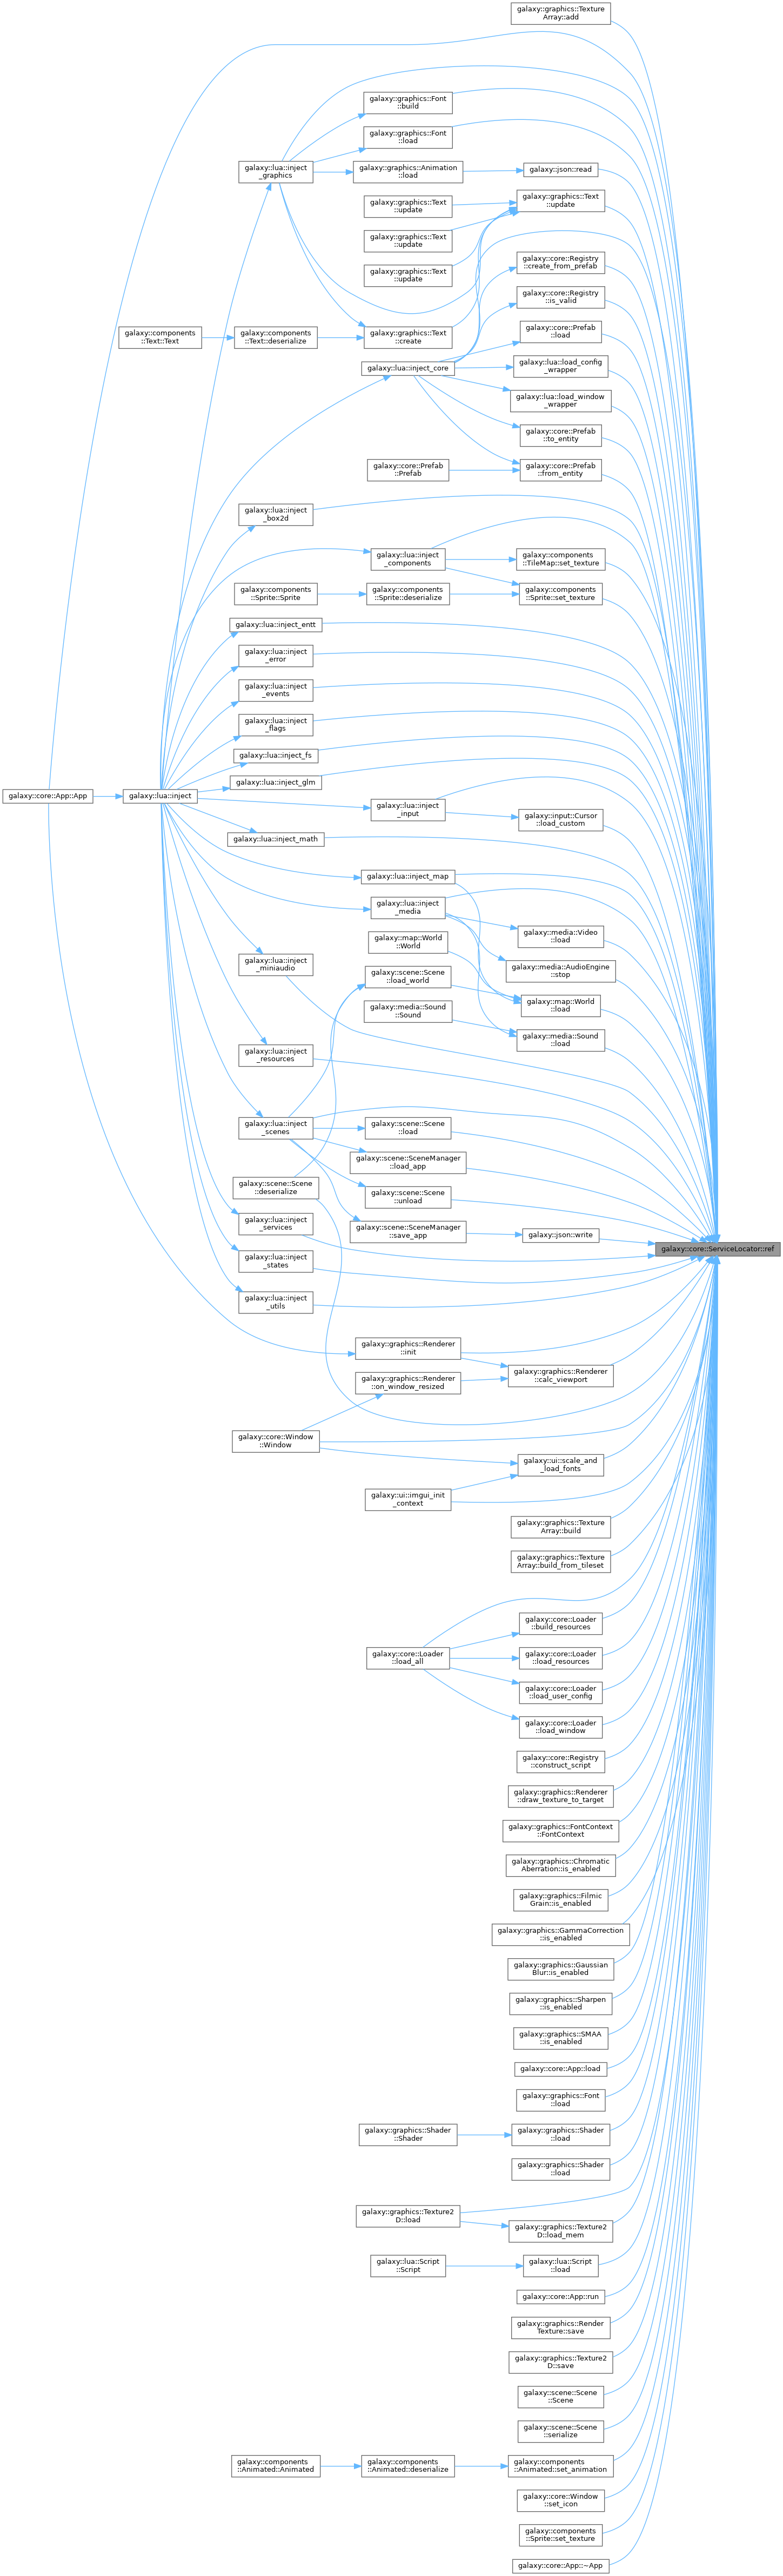 galaxy::graphics::Texture
Array::add
galaxy::graphics::Font
::build
galaxy::graphics::Font
::load
galaxy::lua::inject
_graphics
galaxy::graphics::Animation
::load
galaxy::json::read
galaxy::graphics::Text
::update
galaxy::graphics::Text
::update
galaxy::graphics::Text
::update
galaxy::graphics::Text
::update
galaxy::core::Registry
::create_from_prefab
galaxy::core::Registry
::is_valid
galaxy::components
::Text::Text
galaxy::components
::Text::deserialize
galaxy::graphics::Text
::create
galaxy::core::Prefab
::load
galaxy::lua::inject_core
galaxy::lua::load_config
_wrapper
galaxy::lua::load_window
_wrapper
galaxy::core::Prefab
::to_entity
galaxy::core::Prefab
::Prefab
galaxy::core::Prefab
::from_entity
galaxy::lua::inject
_box2d
galaxy::lua::inject
_components
galaxy::components
::TileMap::set_texture
galaxy::components
::Sprite::Sprite
galaxy::components
::Sprite::deserialize
galaxy::components
::Sprite::set_texture
galaxy::lua::inject_entt
galaxy::lua::inject
_error
galaxy::lua::inject
_events
galaxy::lua::inject
_flags
galaxy::lua::inject_fs
galaxy::lua::inject_glm
galaxy::core::App::App
galaxy::lua::inject
galaxy::lua::inject
_input
galaxy::input::Cursor
::load_custom
galaxy::lua::inject_math
galaxy::lua::inject_map
galaxy::lua::inject
_media
galaxy::media::Video
::load
galaxy::map::World
::World
galaxy::lua::inject
_miniaudio
galaxy::media::AudioEngine
::stop
galaxy::scene::Scene
::load_world
galaxy::map::World
::load
galaxy::media::Sound
::Sound
galaxy::media::Sound
::load
galaxy::lua::inject
_resources
galaxy::lua::inject
_scenes
galaxy::scene::Scene
::load
galaxy::scene::SceneManager
::load_app
galaxy::scene::Scene
::deserialize
galaxy::scene::Scene
::unload
galaxy::lua::inject
_services
galaxy::scene::SceneManager
::save_app
galaxy::json::write
galaxy::core::ServiceLocator::ref
galaxy::lua::inject
_states
galaxy::lua::inject
_utils
galaxy::graphics::Renderer
::init
galaxy::graphics::Renderer
::on_window_resized
galaxy::graphics::Renderer
::calc_viewport
galaxy::core::Window
::Window
galaxy::ui::scale_and
_load_fonts
galaxy::ui::imgui_init
_context
galaxy::graphics::Texture
Array::build
galaxy::graphics::Texture
Array::build_from_tileset
galaxy::core::Loader
::build_resources
galaxy::core::Loader
::load_all
galaxy::core::Loader
::load_resources
galaxy::core::Loader
::load_user_config
galaxy::core::Loader
::load_window
galaxy::core::Registry
::construct_script
galaxy::graphics::Renderer
::draw_texture_to_target
galaxy::graphics::FontContext
::FontContext
galaxy::graphics::Chromatic
Aberration::is_enabled
galaxy::graphics::Filmic
Grain::is_enabled
galaxy::graphics::GammaCorrection
::is_enabled
galaxy::graphics::Gaussian
Blur::is_enabled
galaxy::graphics::Sharpen
::is_enabled
galaxy::graphics::SMAA
::is_enabled
galaxy::core::App::load
galaxy::graphics::Font
::load
galaxy::graphics::Shader
::Shader
galaxy::graphics::Shader
::load
galaxy::graphics::Shader
::load
galaxy::graphics::Texture2
D::load
galaxy::graphics::Texture2
D::load_mem
galaxy::lua::Script
::Script
galaxy::lua::Script
::load
galaxy::core::App::run
galaxy::graphics::Render
Texture::save
galaxy::graphics::Texture2
D::save
galaxy::scene::Scene
::Scene
galaxy::scene::Scene
::serialize
galaxy::components
::Animated::Animated
galaxy::components
::Animated::deserialize
galaxy::components
::Animated::set_animation
galaxy::core::Window
::set_icon
galaxy::components
::Sprite::set_texture
galaxy::core::App::~App